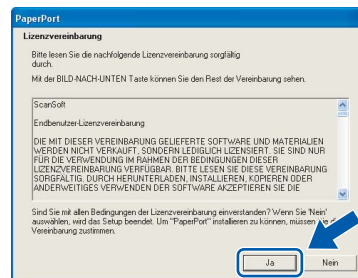 PaperPort
Lizenzvereinbarung
Bitte lesen Sie die nachfolgende Lizenzvereinbarung sorgfältig
durch.
Mit der BILD-NACH-UNTEN Taste können Sie den Rest der Vereinbarung sehen.
ScanSoft
Endbenutzer-Lizenzvereinbarung
DIE MIT DIESER VEREINBARUNG GELIEFERTE SOFTWARE UND MATERIALIEN
WERDEN NICHT VERKAUFT, SONDERN LEDIGLICH LIZENSIERT. SIE SIND NUR
FÜR DIE VERWENDUNG IM RAHMEN DER BEDINGUNGEN DIESER
LIZENZVEREINBARUNG VERFÜGBAR. BITTE LESEN SIE DIESE VEREINBARUNG
SORGFÄLTIG. DURCH HERUNTERLADEN, INSTALLIEREN, KOPIEREN ODER
ANDERWEITIGES VERWENDEN DER SOFTWARE AKZEPTIEREN SIE DIE
Sind Sie mit allen Bedingungen der Lizenzvereinbarung einverstanden? Wenn Sie 'Nein'
auswählen, wird das Setup beendet. Um "PaperPort" installieren zu können, müssen
Vereinbarung zustimmen.
Ja
Nein